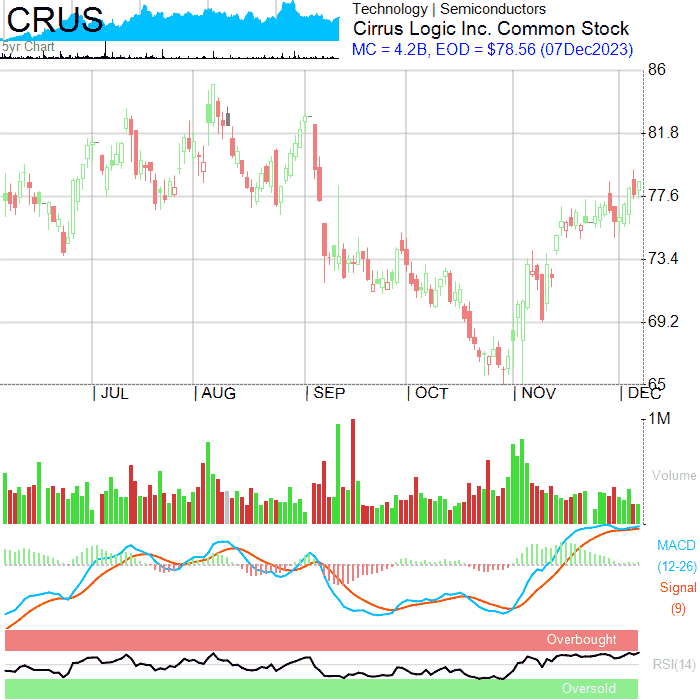 CRUS
5yr Chart
Technology | Semiconductors
Cirrus Logic Inc. Common Stock
MC = 4.2B, EOD = $78.56 (07Dec2023)
86
81.8
77.6
73.4
69.2
65
JUL
AUG
SEP
OCT
NOV
DEC
1M
Volume
MACD
(12-26)
Signal
(9)
Overbought
RSI(14)
Oversold